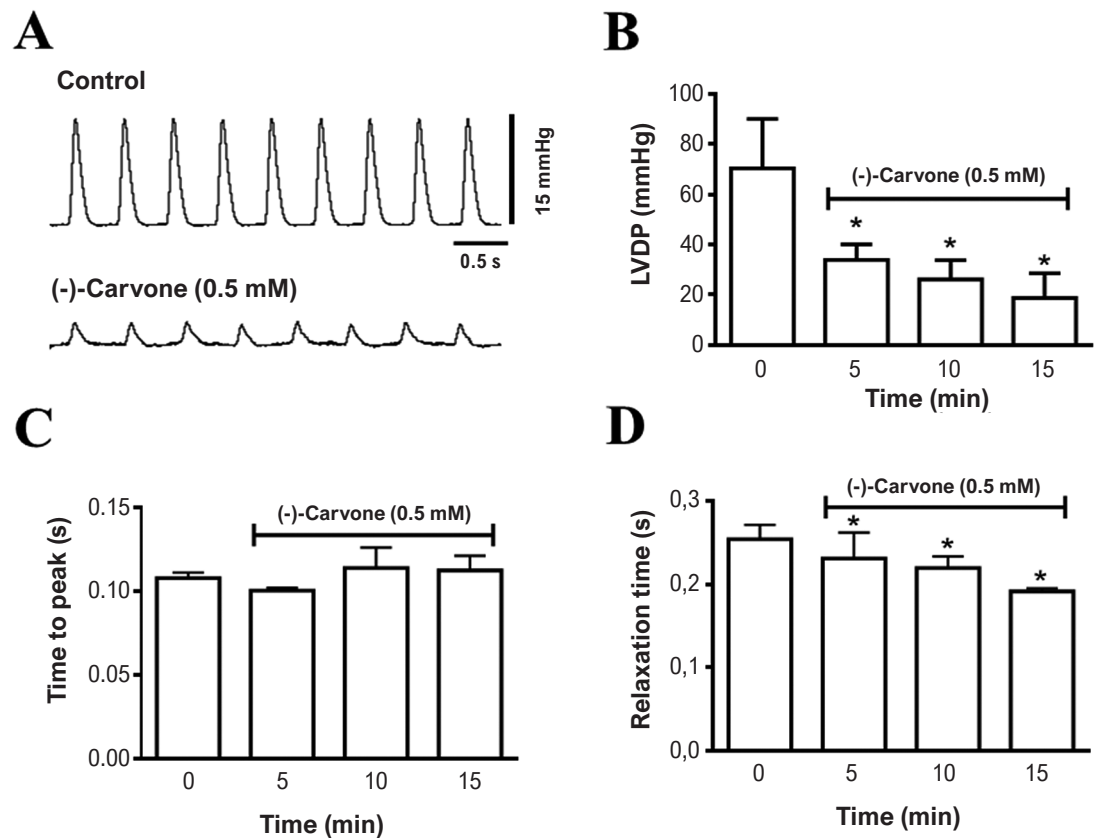 A
Control
15 mmHg
0.5 s
(-)-Carvone (0.5 mM)
B
LVDP (mmHg)
100
80
60
40
20
0
(-)-Carvone (0.5 mM)
*
*
*
0 5 10 15
Time (min)
C
Time to peak (s)
0.15
0.10
0.05
0.00
(-)-Carvone (0.5 mM)
0 5 10 15
Time (min)
D
Relaxation time (s)
0,3
0,2
0,1
0,0
(-)-Carvone (0.5 mM)
*
*
*
0 5 10 15
Time (min)